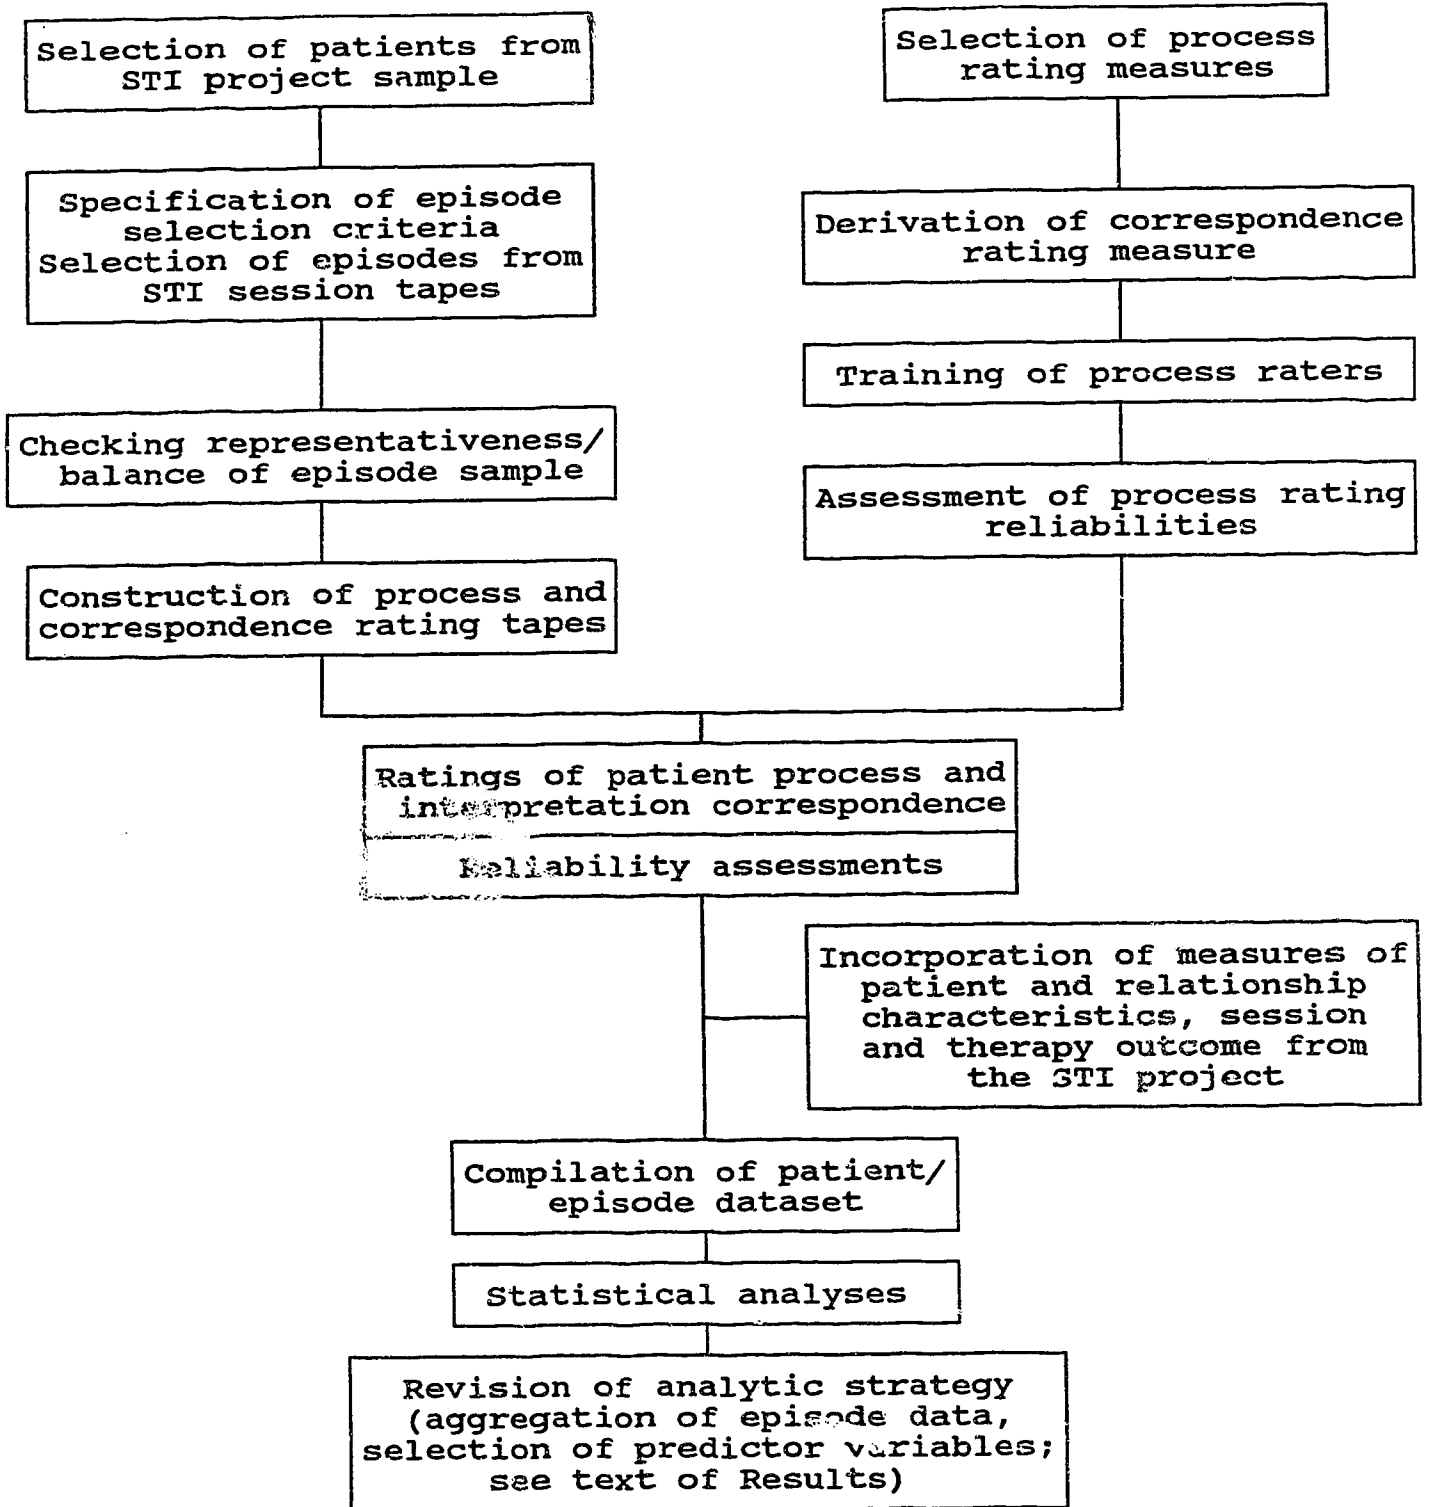 Selection of patients from
STI project sample
Specification of episode
selection criteria
Selection of episodes from
STI session tapes
Checking representativeness/
balance of episode sample
Construction of process and
correspondence rating tapes
Selection of process
rating measures
Derivation of correspondence
rating measure
Training of process raters
Assessment of process rating
reliabilities
Ratings of patient process and
interpretation correspondence
Reliability assessments
Incorporation of measures of
patient and relationship
characteristics, session
and therapy outcome from
the STI project
Compilation of patient/
episode dataset
Statistical analyses
Revision of analytic strategy
(aggregation of episode data,
selection of predictor variables;
see text of Results)